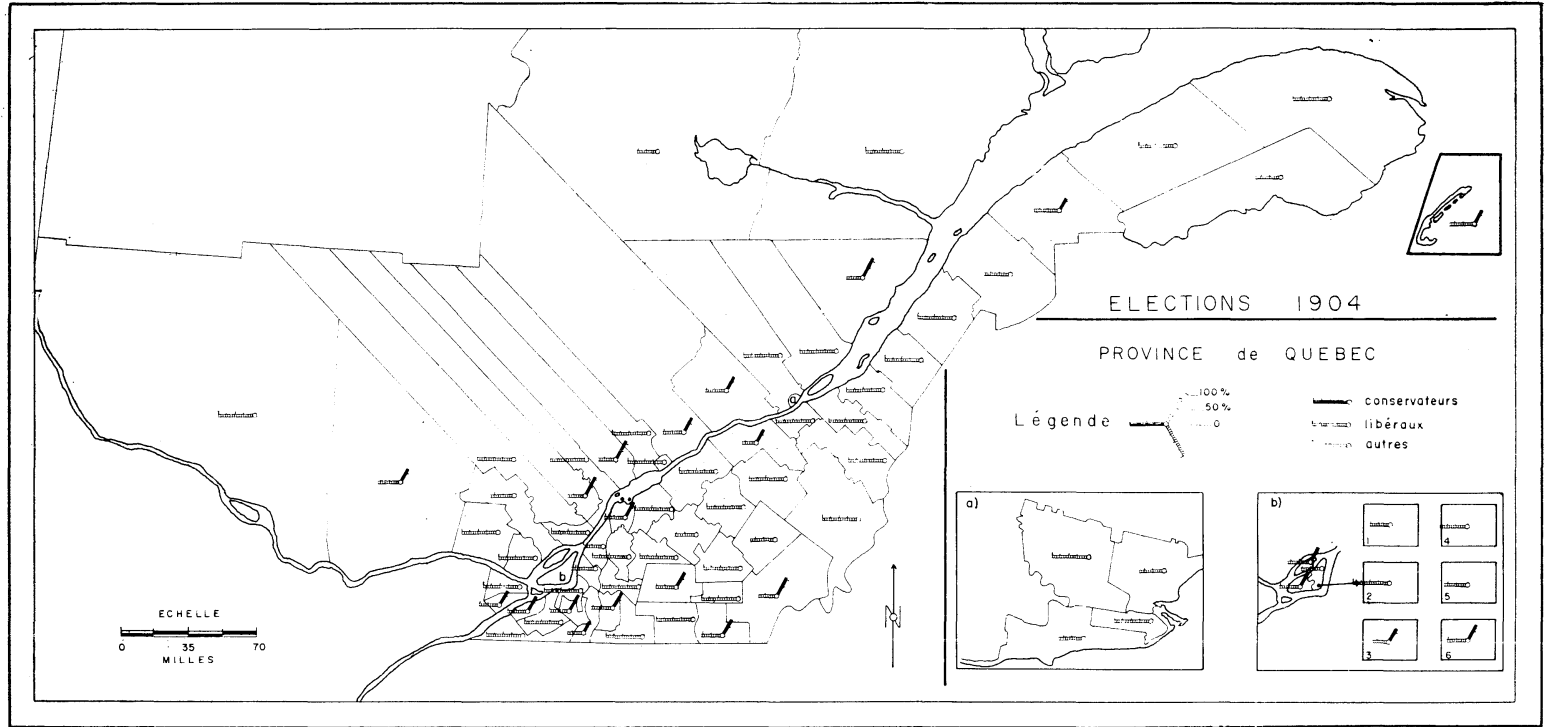 ELECTIONS 1904
PROVINCE de QUEBEC
Légende
100 %
50 %
0
conservateurs
libéraux
autres
a
b
ECHELLE
0 35 70
MILLES
N
a)
b)
1
4
2
5
3
6